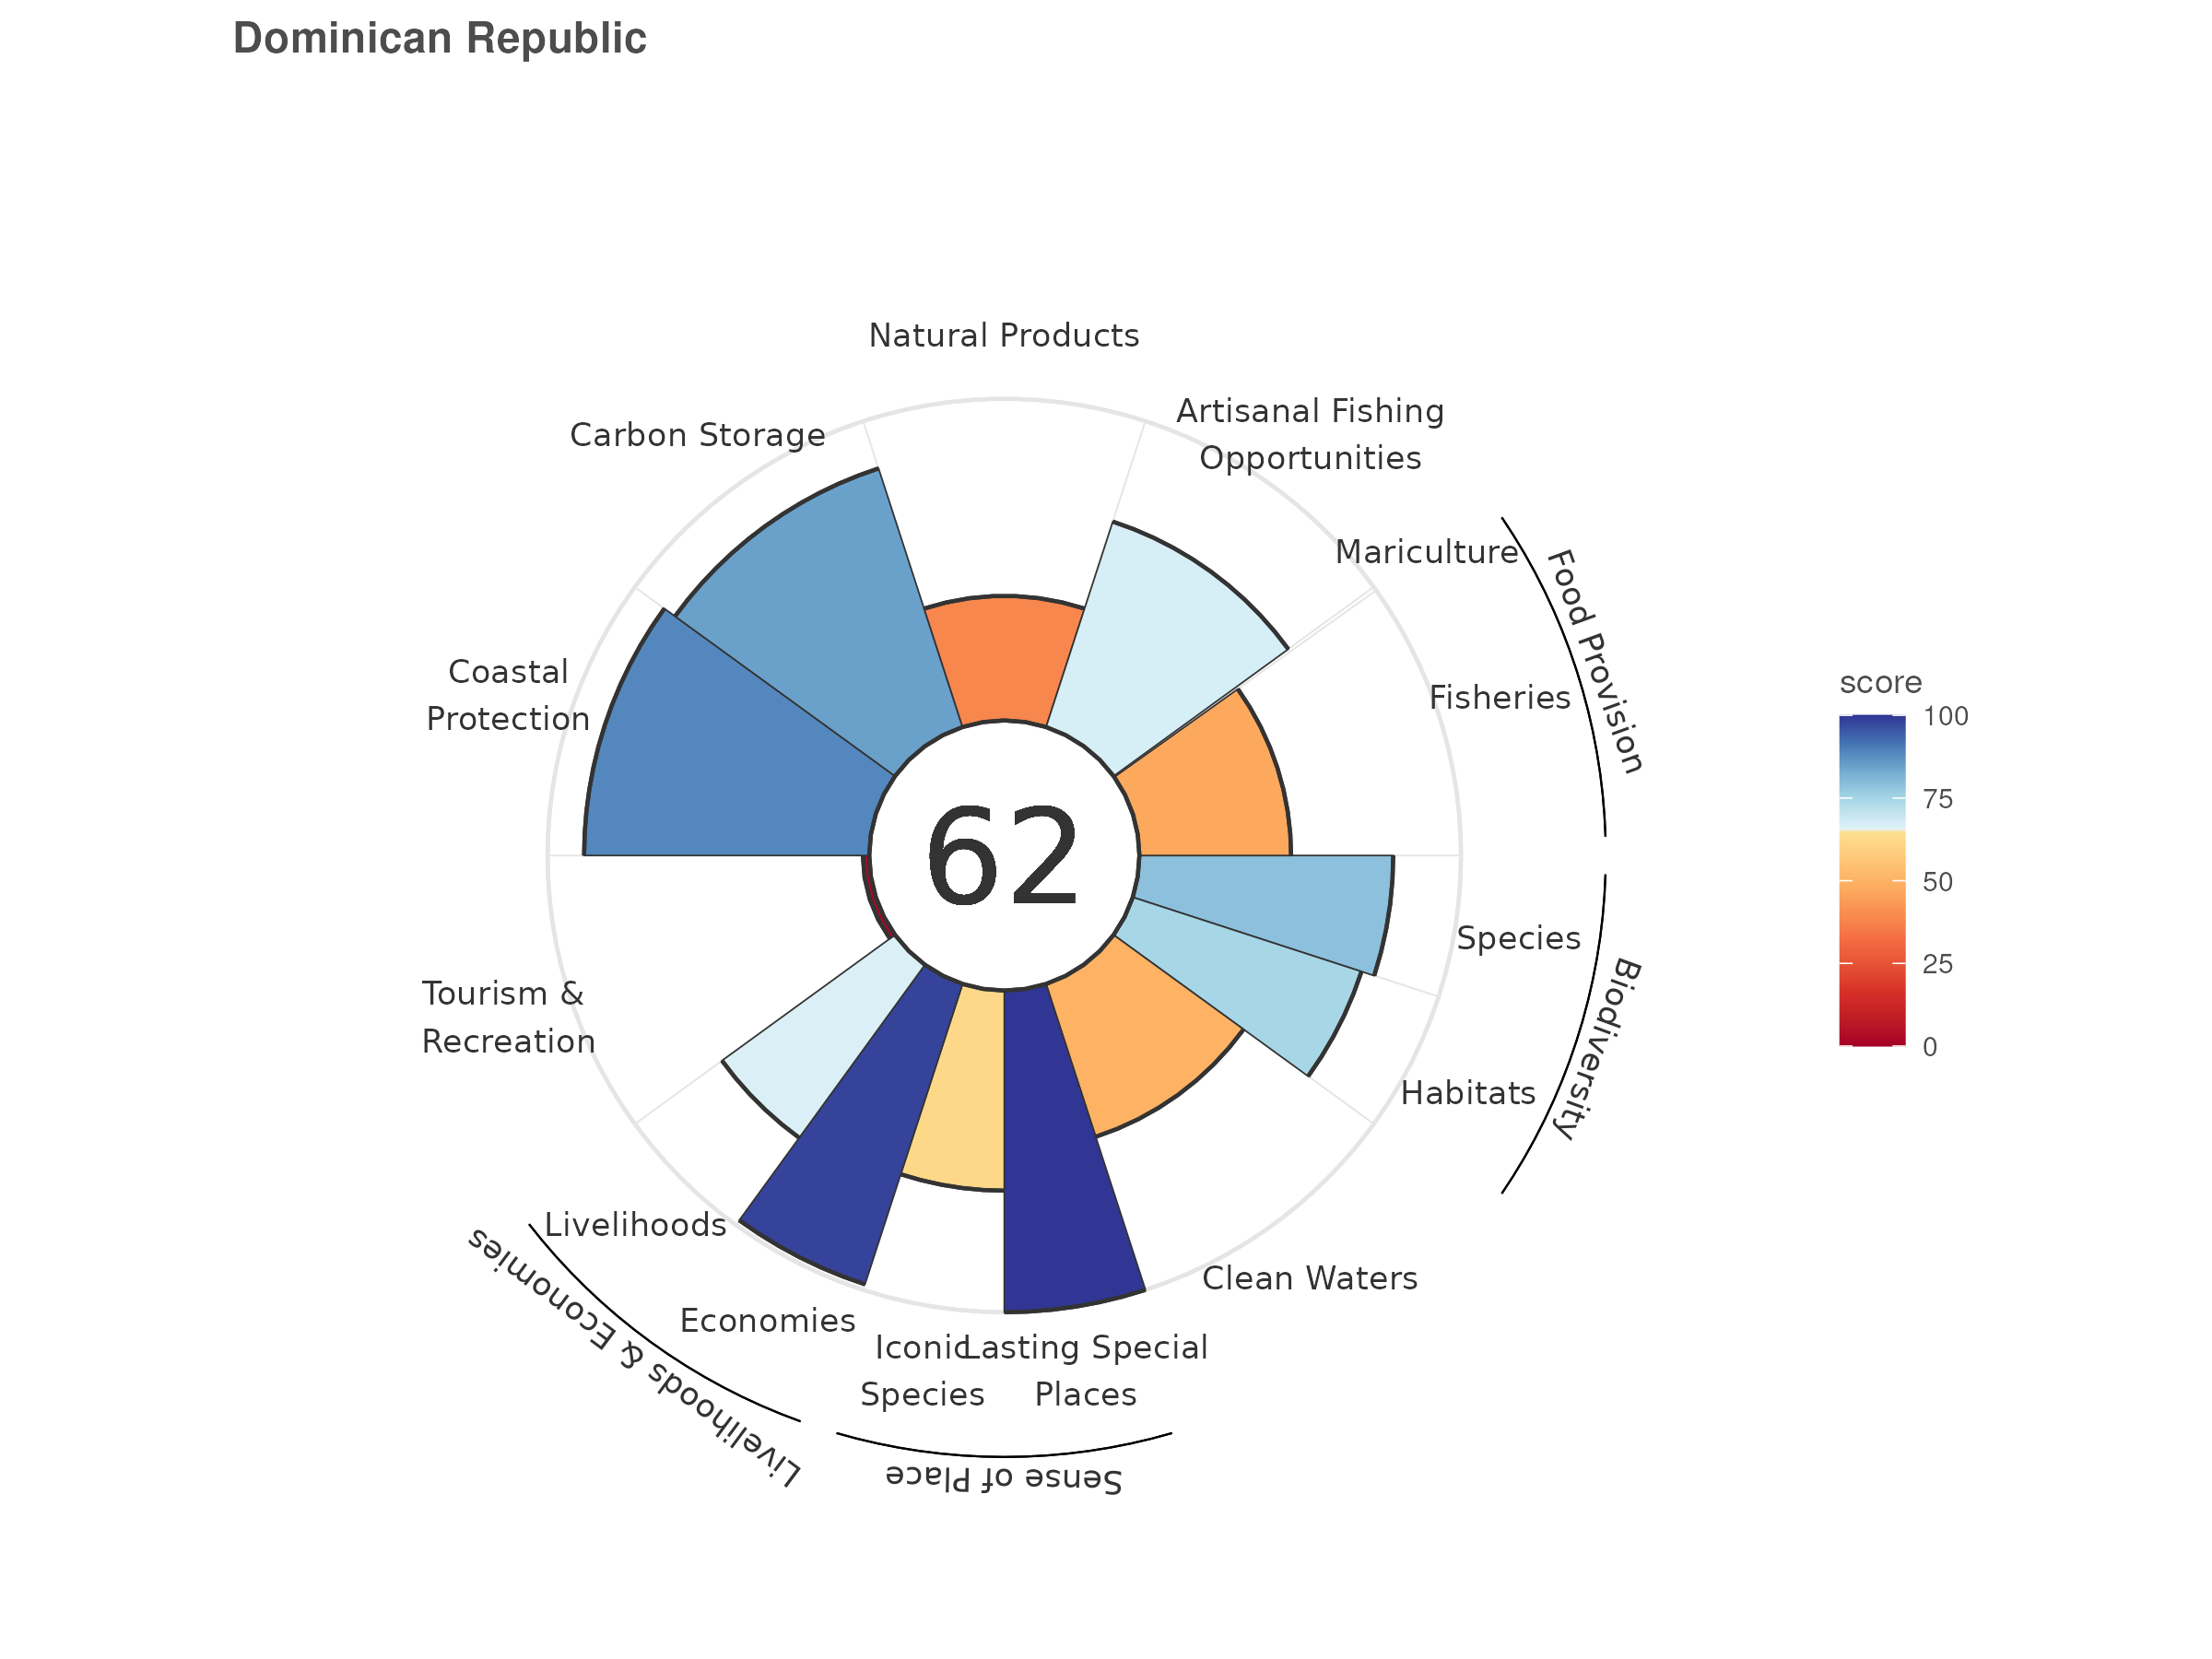 Dominican Republic
Natural Products
Artisanal Fishing
Opportunities
Carbon Storage
Mariculture
Food Provision
Fisheries
Coastal
Protection
score
100
75
50
25
0
62
Species
Biodiversity
Habitats
Tourism &
Recreation
Livelihoods
Clean Waters
Economies
Livelihoods & Economies
Iconic
Species
Lasting Special
Places
Sense of Place